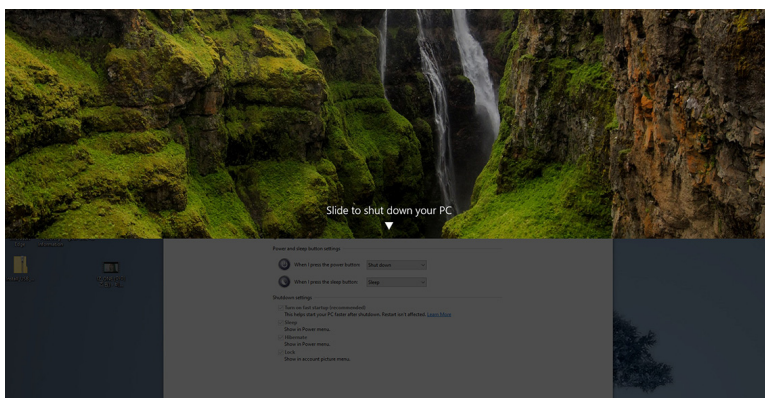 Slide to shut down your PC
Power and sleep button settings
When I press the power button: Shut down
When I press the sleep button: Sleep
Shutdown settings
Turn on fast startup (recommended)
This helps start your PC faster after shutdown. Restart isn't affected. Learn More
Sleep
Show in Power menu.
Hibernate
Show in Power menu.
Lock
Show in account picture menu.